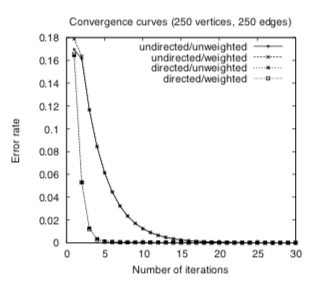 Convergence curves (250 vertices, 250 edges)
undirected/unweighted
undirected/weighted
directed/unweighted
directed/weighted
0.18
0.16
0.14
0.12
0.1
0.08
0.06
0.04
0.02
0
Error rate
0 5 10 15 20 25 30
Number of iterations